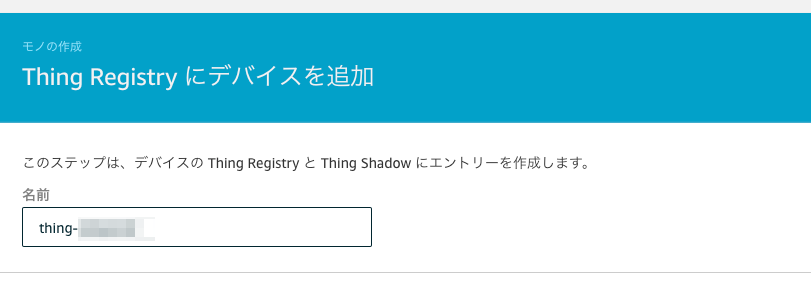 モノの作成
Thing Registry にデバイスを追加
このステップは、デバイスの Thing Registry と Thing Shadow にエントリーを作成します。
名前
thing-